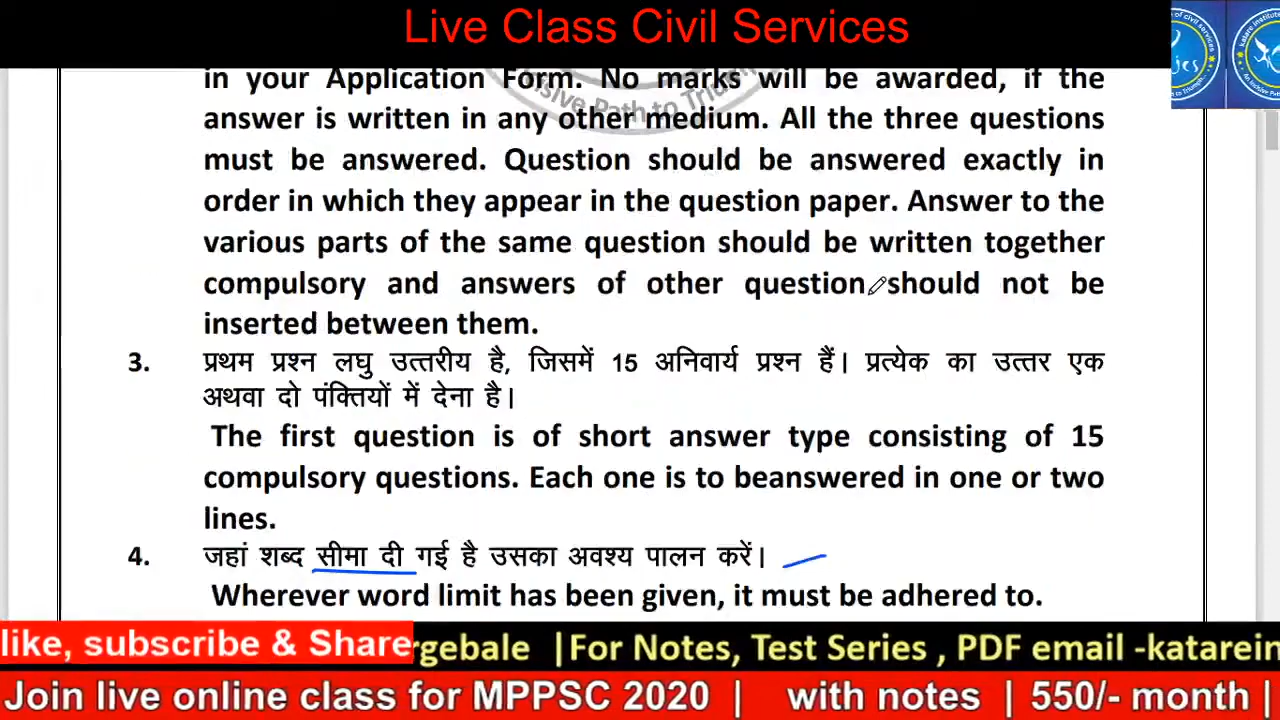 Live Class Civil Services
in your Application Form. No marks will be awarded, if the
answer is written in any other medium. All the three questions
must be answered. Question should be answered exactly in
order in which they appear in the question paper. Answer to the
various parts of the same question should be written together
compulsory and answers of other question should not be
inserted between them.
3. प्रथम प्रश्न लघु उत्तरीय है, जिसमें 15 अनिवार्य प्रश्न हैं। प्रत्येक का उत्तर एक
अथवा दो पंक्तियों में देना है।
The first question is of short answer type consisting of 15
compulsory questions. Each one is to beanswered in one or two
lines.
4. जहां शब्द सीमा दी गई है उसका अवश्य पालन करें।
Wherever word limit has been given, it must be adhered to.
like, subscribe & Share rgebale |For Notes, Test Series , PDF email -katarein
Join live online class for MPPSC 2020 | with notes | 550/- month |